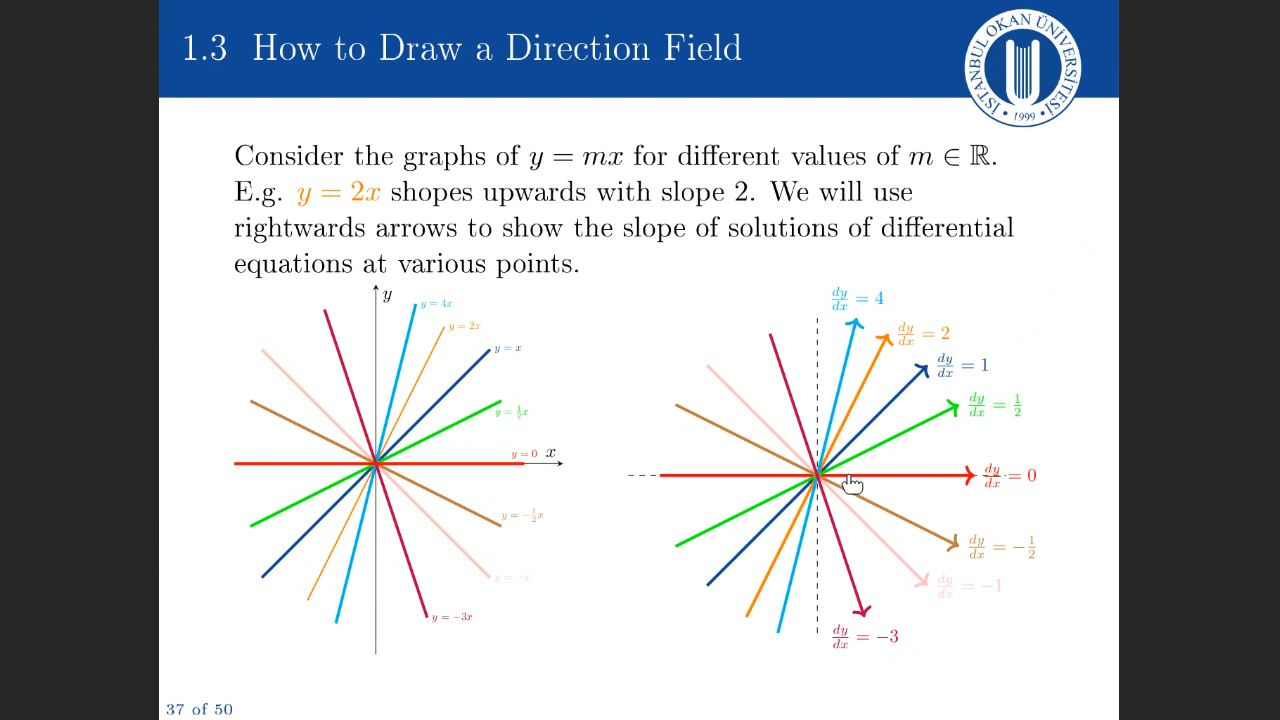 1.3 How to Draw a Direction Field
İSTANBUL OKAN ÜNİVERSİTESİ
• 1999 •
Consider the graphs of y = mx for different values of m ∈ ℝ.
E.g. y = 2x shopes upwards with slope 2. We will use
rightwards arrows to show the slope of solutions of differential
equations at various points.
y
y = 4x
y = 2x
y = x
y = 1/2x
y = 0
x
y = −1/2x
y = −x
y = −3x
dy/dx = 4
dy/dx = 2
dy/dx = 1
dy/dx = 1/2
dy/dx = 0
dy/dx = −1/2
dy/dx = −1
dy/dx = −3
37 of 50